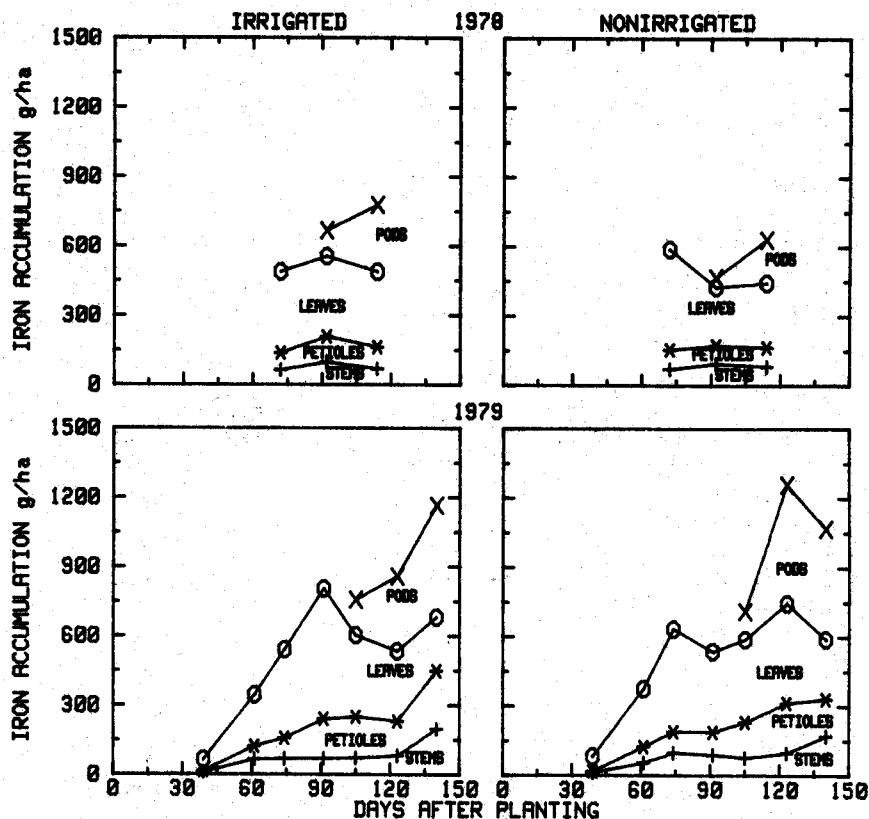 IRRIGATED 1978 NONIRRIGATED
IRON ACCUMULATION g/ha
1500
1200
900
600
300
0
PODS
LEAVES
PETIOLES
STEMS
PODS
LEAVES
PETIOLES
STEMS
1979
IRON ACCUMULATION g/ha
1500
1200
900
600
300
0
PODS
LEAVES
PETIOLES
STEMS
PODS
LEAVES
PETIOLES
STEMS
0 30 60 90 120 150 0 30 60 90 120 150
DAYS AFTER PLANTING